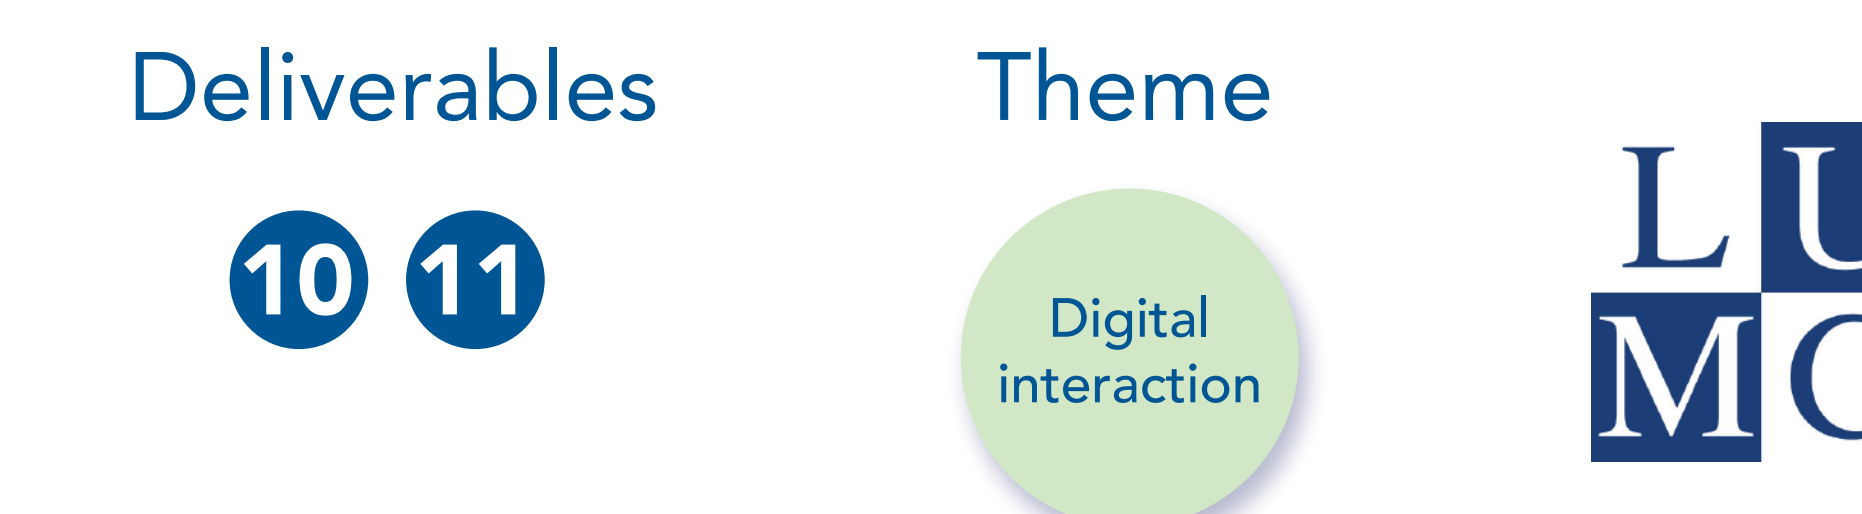 Deliverables
Theme
10 11
Digital
interaction
L U
M